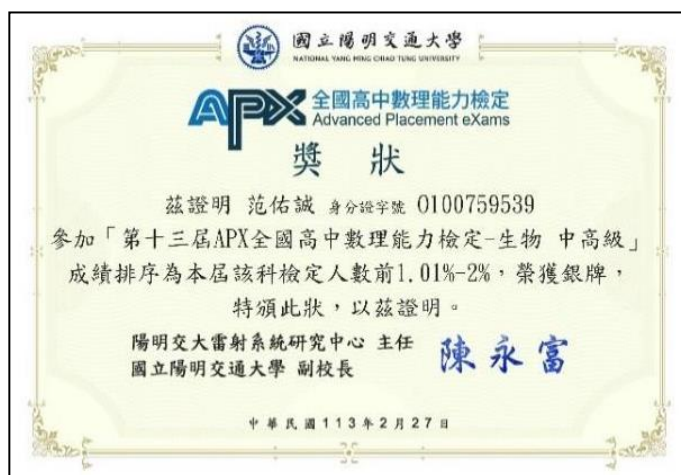 國立陽明交通大學
NATIONAL YANG MING CHIAO TUNG UNIVERSITY
APX 全國高中數理能力檢定
Advanced Placement eXams
獎 狀
茲證明 范佑誠 身分證字號 O100759539
參加「第十三屆APX全國高中數理能力檢定-生物 中高級」
成績排序為本屆該科檢定人數前1.01%-2%,榮獲銀牌,
特頒此狀,以茲證明。
陽明交大雷射系統研究中心 主任
國立陽明交通大學 副校長
陳永富
中華民國113年2月27日